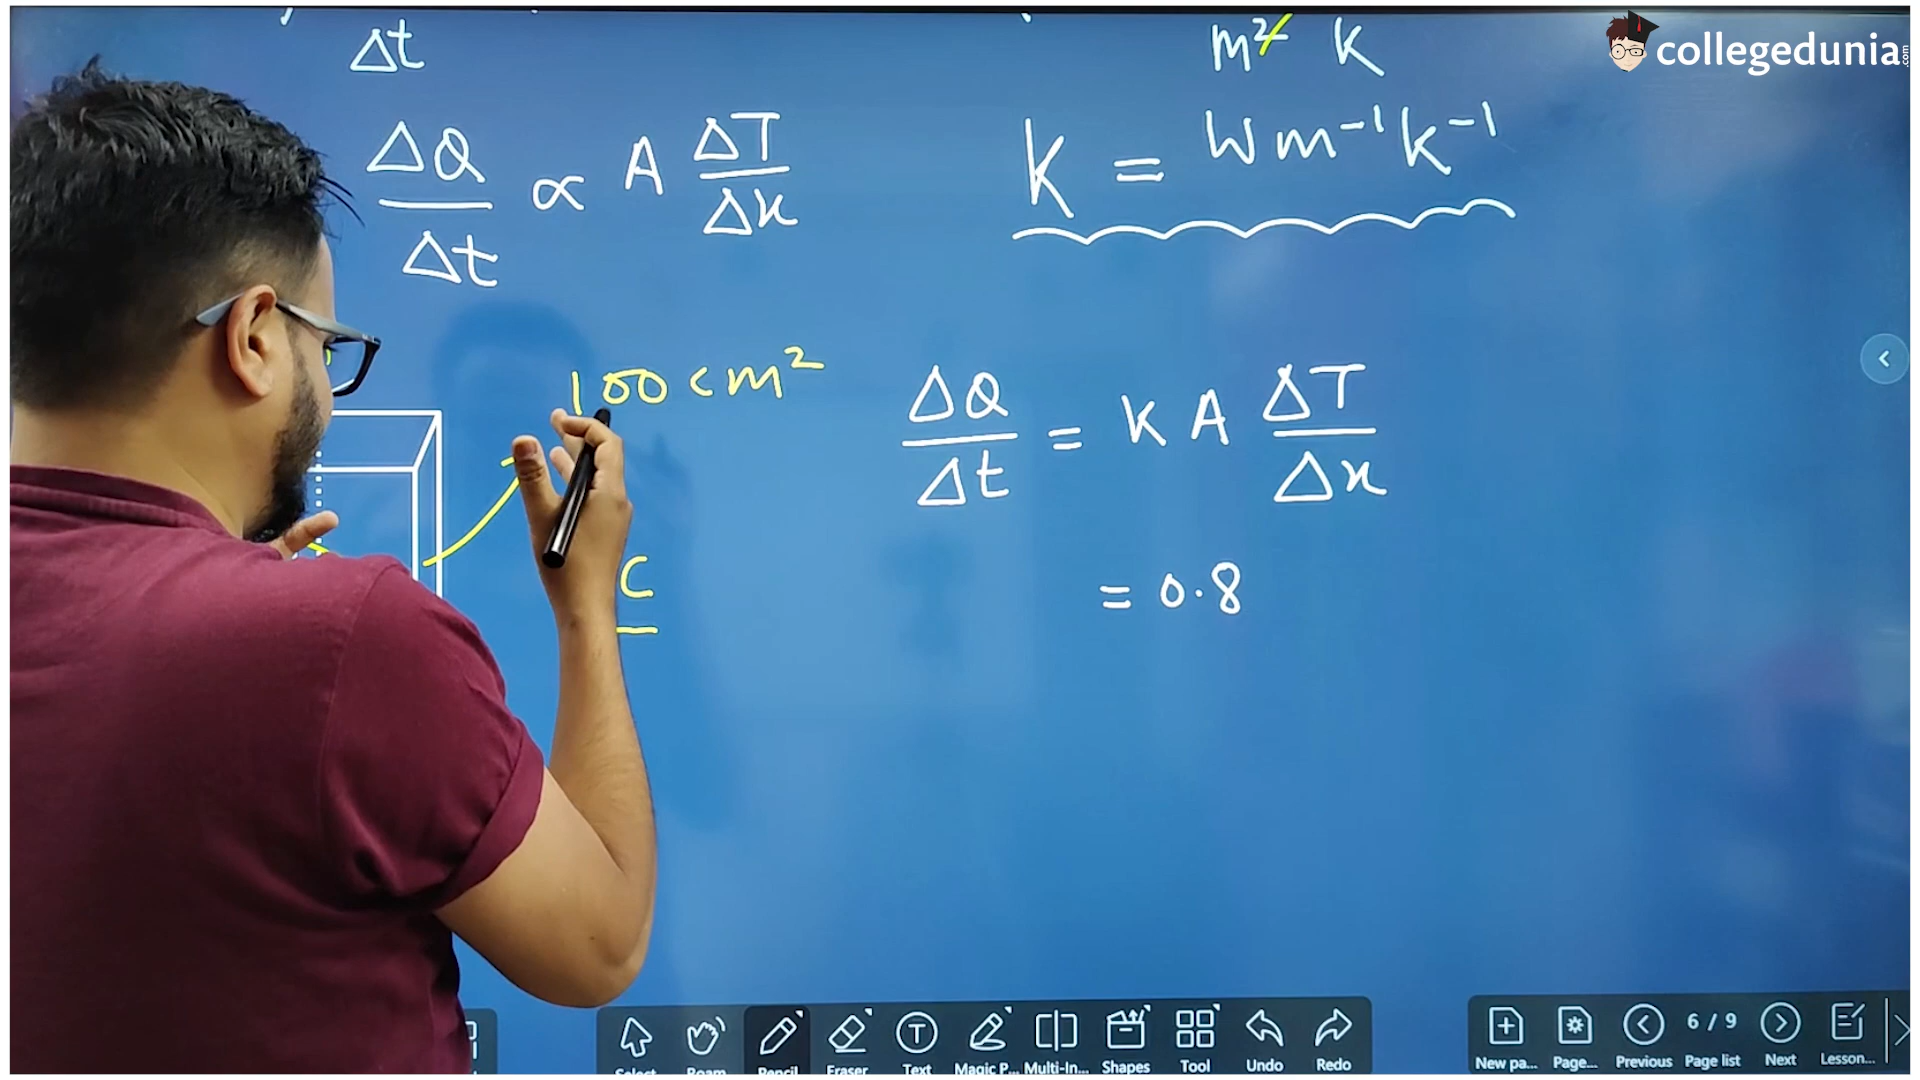 Δt
m² K
collegedunia
.com
ΔQ/Δt ∝ A ΔT/Δx
K = Wm⁻¹K⁻¹
100 cm²
ΔQ/Δt = K A ΔT/Δx
C
= 0.8
Select Roam Pencil Eraser Text Magic P... Multi-In... Shapes Tool Undo Redo
New pa... Page... Previous 6 / 9 Page list Next Lesson...